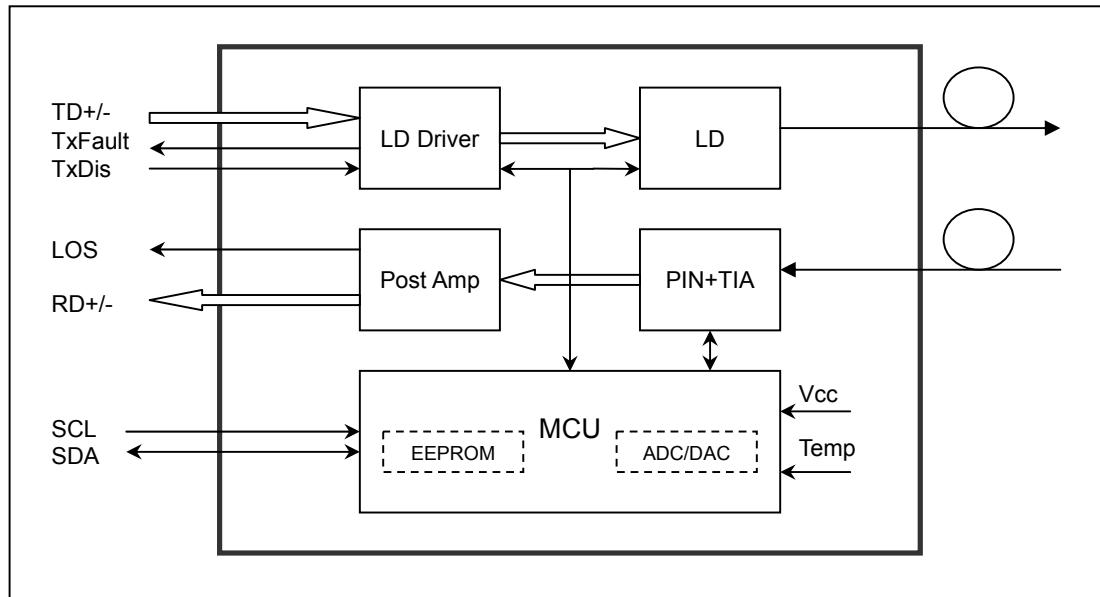 TD+/-
TxFault
TxDis
LD Driver
LD
LOS
RD+/-
Post Amp
PIN+TIA
SCL
SDA
MCU
EEPROM
ADC/DAC
Vcc
Temp